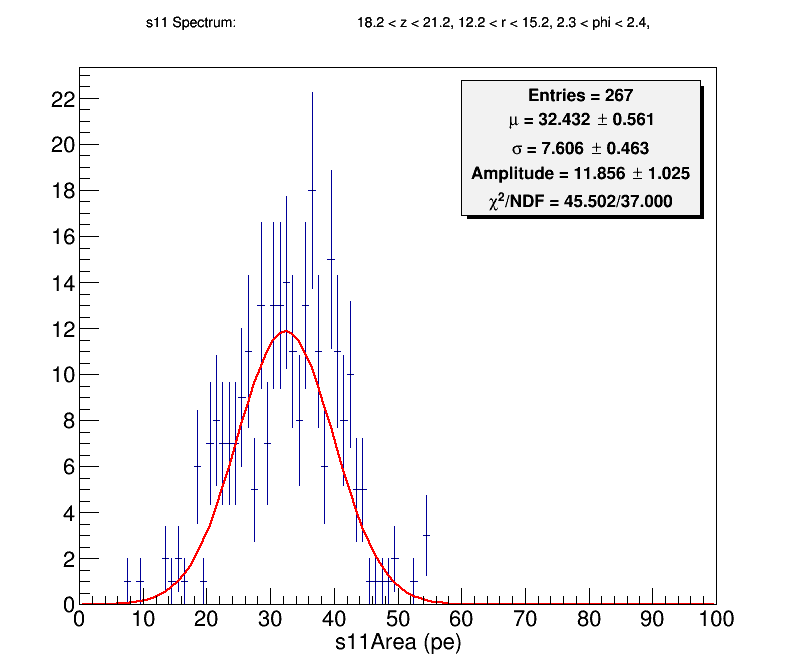 s11 Spectrum: 18.2 < z < 21.2, 12.2 < r < 15.2, 2.3 < phi < 2.4,
Entries = 267
μ = 32.432 ± 0.561
σ = 7.606 ± 0.463
Amplitude = 11.856 ± 1.025
χ²/NDF = 45.502/37.000
22
20
18
16
14
12
10
8
6
4
2
0
0 10 20 30 40 50 60 70 80 90 100
s11Area (pe)